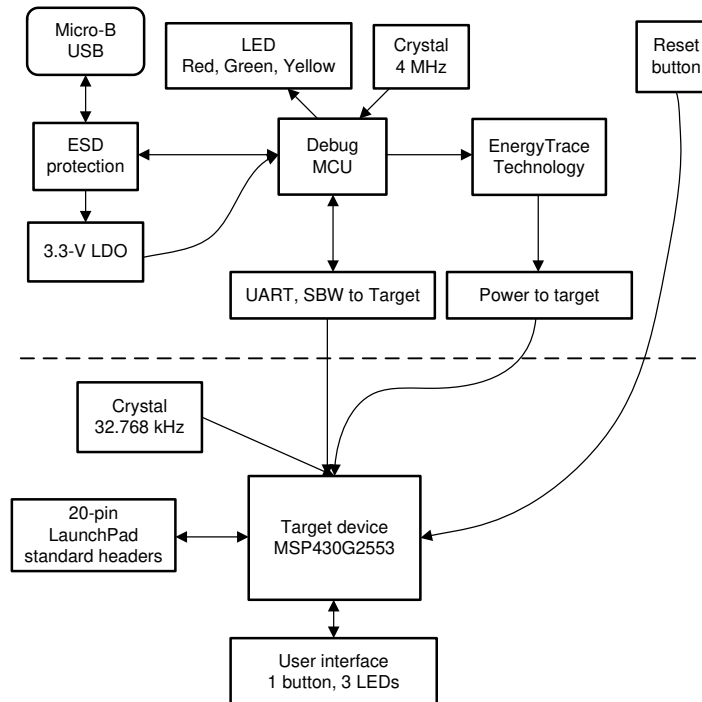 Micro-B
USB
LED
Red, Green, Yellow
Crystal
4 MHz
Reset
button
ESD
protection
Debug
MCU
EnergyTrace
Technology
3.3-V LDO
UART, SBW to Target
Power to target
Crystal
32.768 kHz
20-pin
LaunchPad
standard headers
Target device
MSP430G2553
User interface
1 button, 3 LEDs